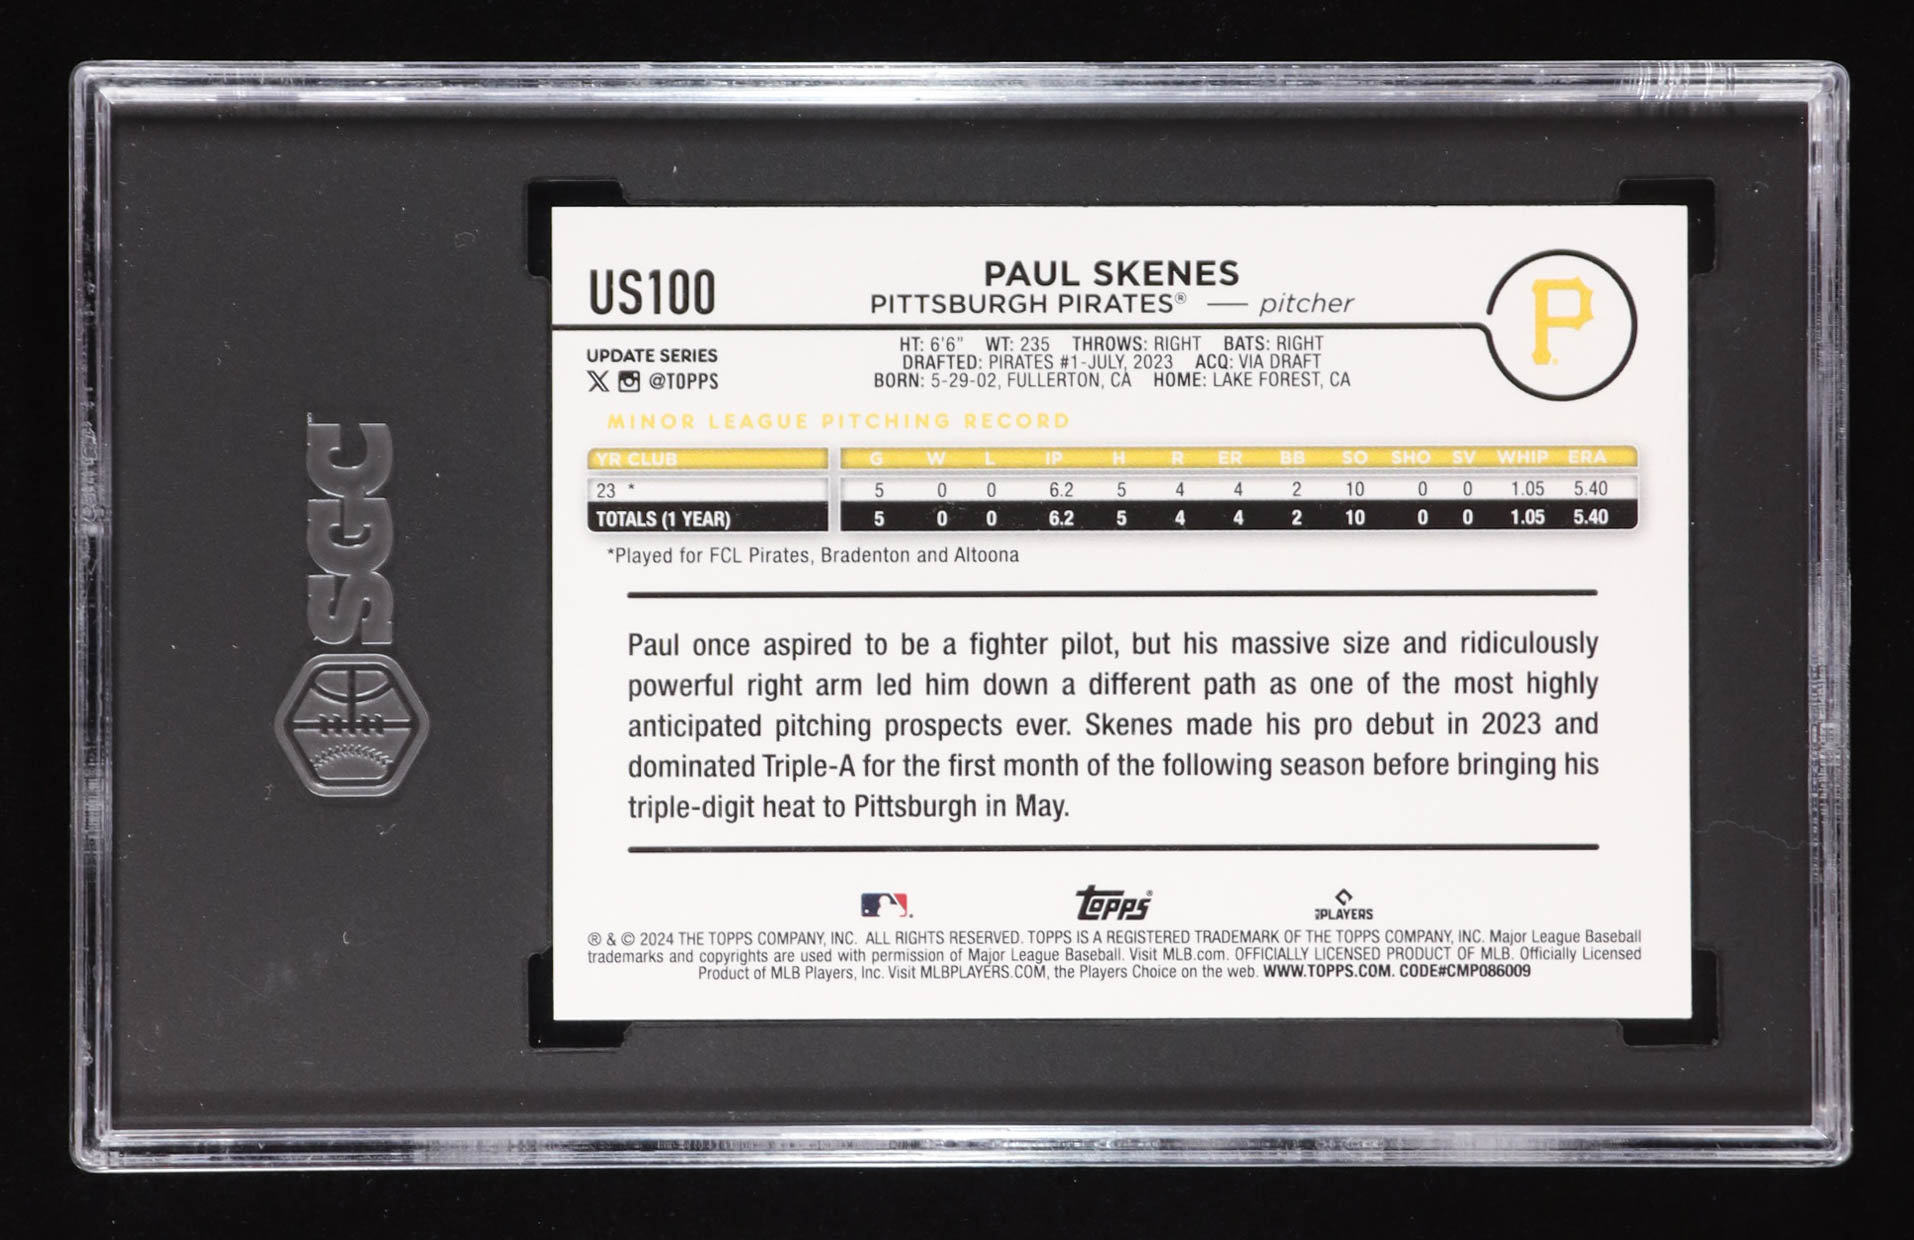 SGC
US100
PAUL SKENES
PITTSBURGH PIRATES® — pitcher
P
UPDATE SERIES
@TOPPS
HT: 6'6" WT: 235 THROWS: RIGHT BATS: RIGHT
DRAFTED: PIRATES #1-JULY, 2023 ACQ: VIA DRAFT
BORN: 5-29-02, FULLERTON, CA HOME: LAKE FOREST, CA
MINOR LEAGUE PITCHING RECORD
YR CLUB G W L IP H R ER BB SO SHO SV WHIP ERA
23 * 5 0 0 6.2 5 4 4 2 10 0 0 1.05 5.40
TOTALS (1 YEAR) 5 0 0 6.2 5 4 4 2 10 0 0 1.05 5.40
*Played for FCL Pirates, Bradenton and Altoona
Paul once aspired to be a fighter pilot, but his massive size and ridiculously
powerful right arm led him down a different path as one of the most highly
anticipated pitching prospects ever. Skenes made his pro debut in 2023 and
dominated Triple-A for the first month of the following season before bringing his
triple-digit heat to Pittsburgh in May.
Topps®
PLAYERS
® & © 2024 THE TOPPS COMPANY, INC. ALL RIGHTS RESERVED. TOPPS IS A REGISTERED TRADEMARK OF THE TOPPS COMPANY, INC. Major League Baseball
trademarks and copyrights are used with permission of Major League Baseball. Visit MLB.com. OFFICIALLY LICENSED PRODUCT OF MLB. Officially Licensed
Product of MLB Players, Inc. Visit MLBPLAYERS.COM, the Players Choice on the web. WWW.TOPPS.COM. CODE#CMP086009